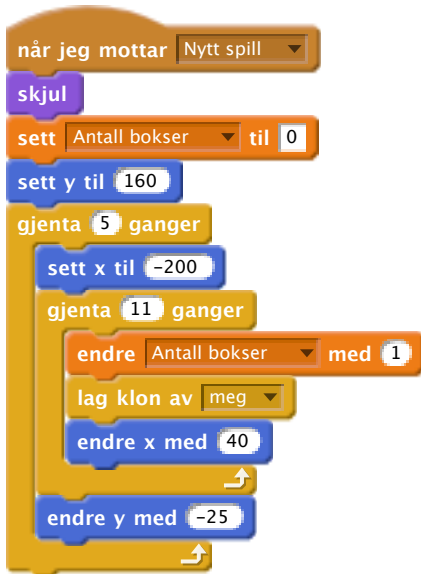 når jeg mottar Nytt spill
skjul
sett Antall bokser til 0
sett y til 160
gjenta 5 ganger
sett x til -200
gjenta 11 ganger
endre Antall bokser med 1
lag klon av meg
endre x med 40
endre y med -25